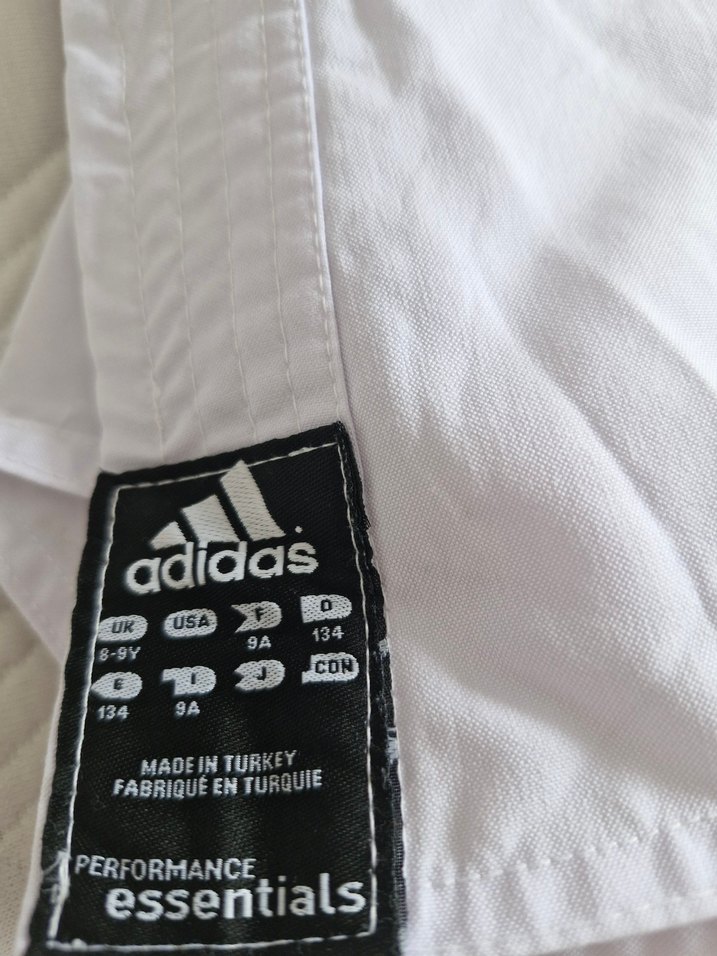 adidas
UK USA F D
8-9Y 9A 134
E I J CON
134 9A
MADE IN TURKEY
FABRIQUÉ EN TURQUIE
PERFORMANCE
essentials